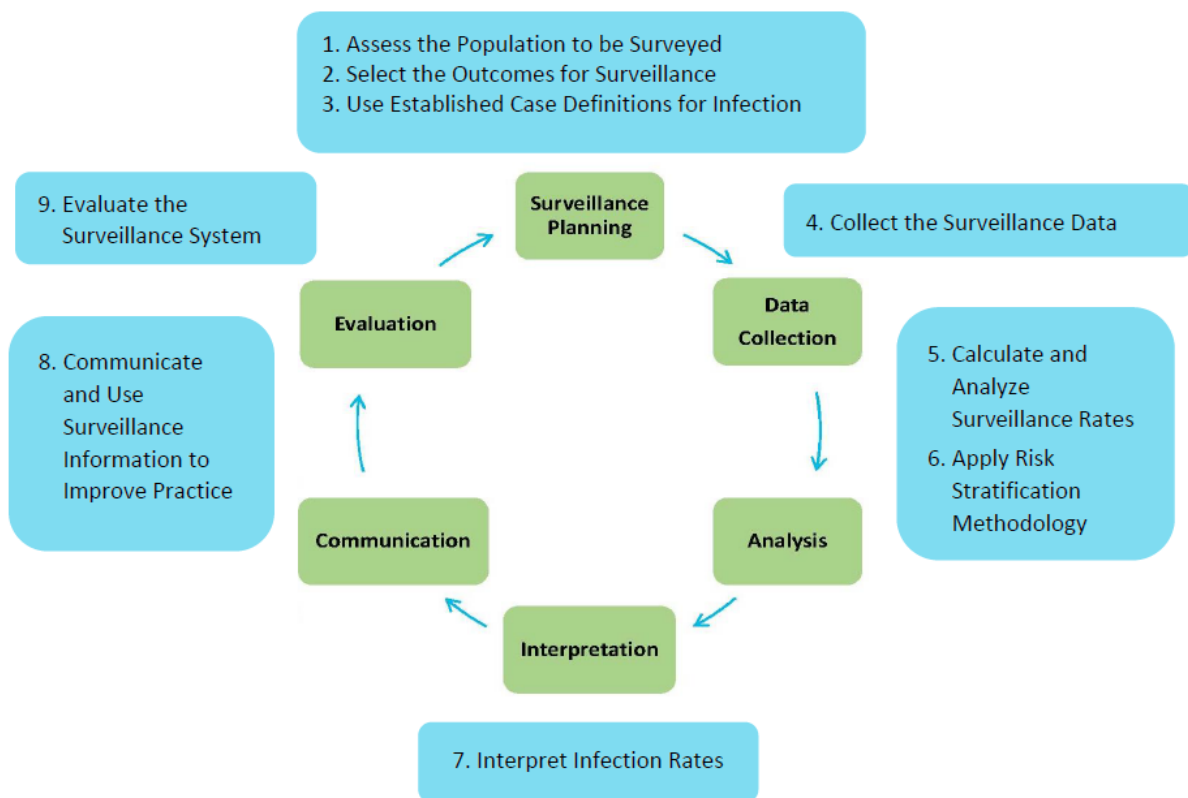 1. Assess the Population to be Surveyed
2. Select the Outcomes for Surveillance
3. Use Established Case Definitions for Infection
Surveillance
Planning
4. Collect the Surveillance Data
Data
Collection
5. Calculate and
Analyze
Surveillance Rates
6. Apply Risk
Stratification
Methodology
Analysis
Interpretation
7. Interpret Infection Rates
Communication
8. Communicate
and Use
Surveillance
Information to
Improve Practice
Evaluation
9. Evaluate the
Surveillance System